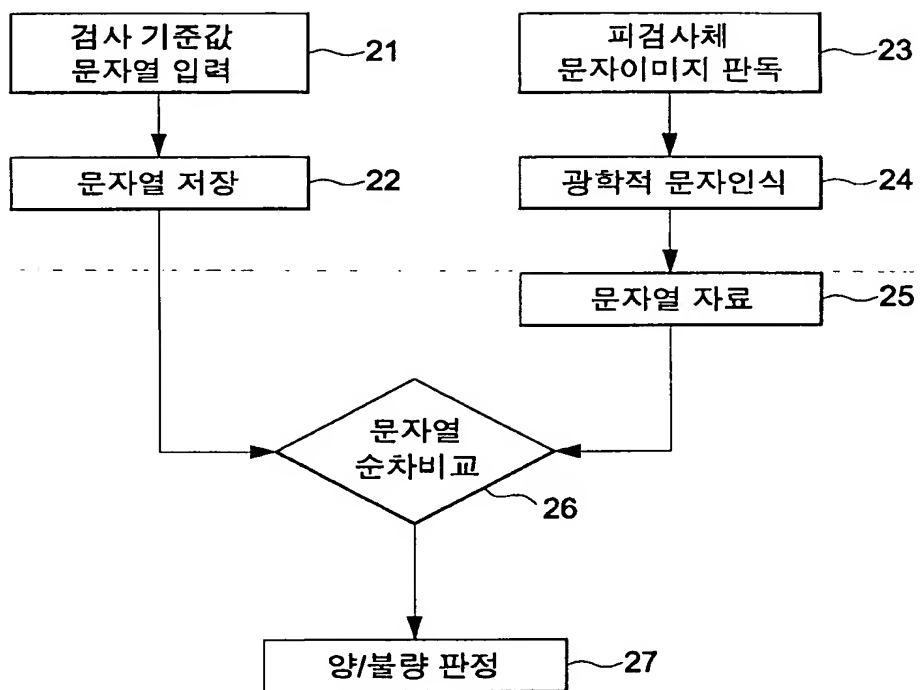 검사 기준값
문자열 입력
21
문자열 저장
22
피검사체
문자이미지 판독
23
광학적 문자인식
24
문자열 자료
25
문자열
순차비교
26
양/불량 판정
27